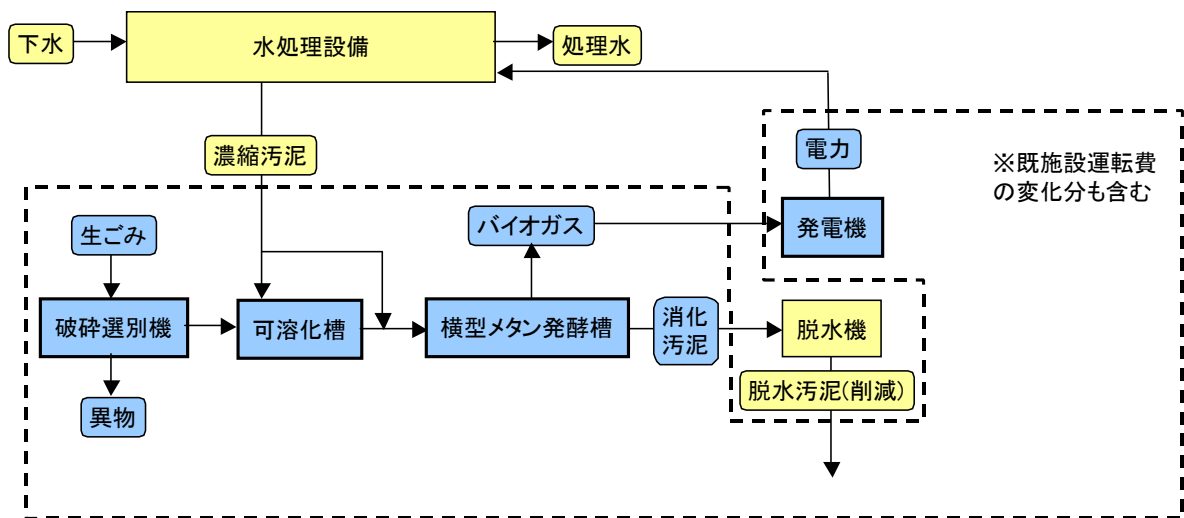 下水
水処理設備
処理水
濃縮汚泥
電力
※既施設運転費
の変化分も含む
生ごみ
バイオガス
発電機
破砕選別機
可溶化槽
横型メタン発酵槽
消化
汚泥
脱水機
脱水汚泥(削減)
異物